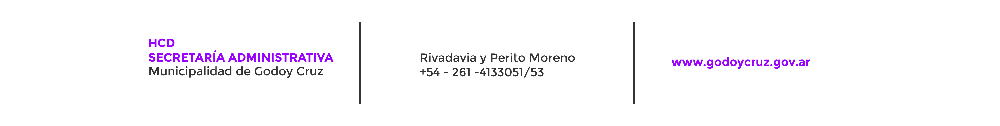 HCD
SECRETARÍA ADMINISTRATIVA
Municipalidad de Godoy Cruz
Rivadavia y Perito Moreno
+54 - 261 -4133051/53
www.godoycruz.gov.ar